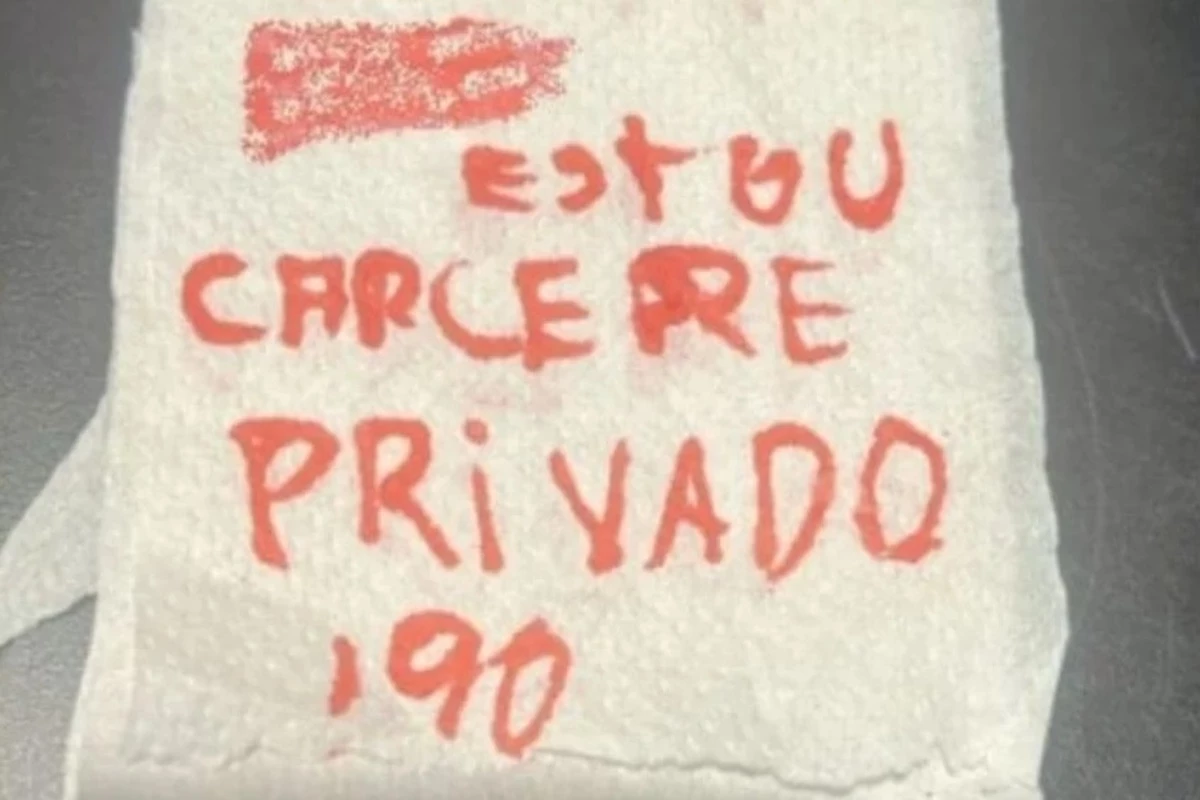 ESTOU
CARCERE
PRiVADO
190